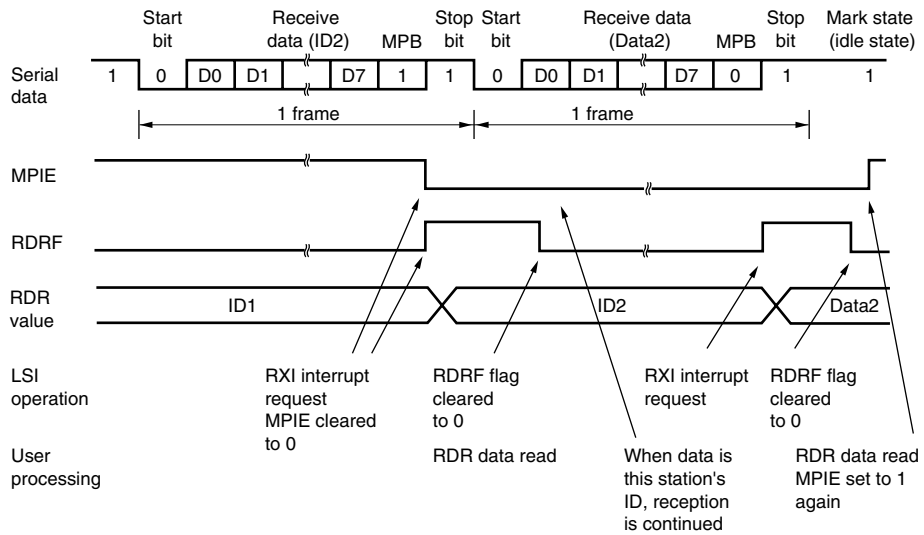 Start
bit
Receive
data (ID2)
MPB
Stop
bit
Start
bit
Receive data
(Data2)
MPB
Stop
bit
Mark state
(idle state)
Serial
data
1 0 D0 D1 D7 1 1 0 D0 D1 D7 0 1 1
1 frame 1 frame
MPIE
RDRF
RDR
value
ID1 ID2 Data2
LSI
operation
RXI interrupt
request
MPIE cleared
to 0
RDRF flag
cleared
to 0
RXI interrupt
request
RDRF flag
cleared
to 0
User
processing
RDR data read
When data is
this station's
ID, reception
is continued
RDR data read
MPIE set to 1
again